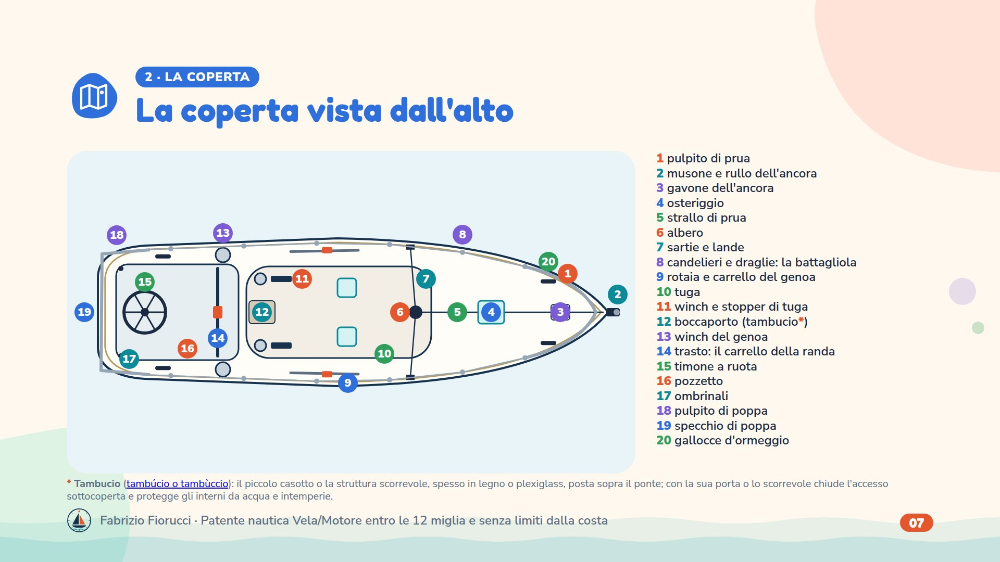 2 · LA COPERTA
La coperta vista dall'alto
18
13
8
20
1
15
11
7
2
19
12
6
5
4
3
14
16
17
10
9
1 pulpito di prua
2 musone e rullo dell'ancora
3 gavone dell'ancora
4 osteriggio
5 strallo di prua
6 albero
7 sartie e lande
8 candelieri e draglie: la battagliola
9 rotaia e carrello del genoa
10 tuga
11 winch e stopper di tuga
12 boccaporto (tambucio*)
13 winch del genoa
14 trasto: il carrello della randa
15 timone a ruota
16 pozzetto
17 ombrinali
18 pulpito di poppa
19 specchio di poppa
20 gallocce d'ormeggio
* Tambucio (tambúcio o tambùccio): il piccolo casotto o la struttura scorrevole, spesso in legno o plexiglass, posta sopra il ponte; con la sua porta o lo scorrevole chiude l'accesso
sottocoperta e protegge gli interni da acqua e intemperie.
Fabrizio Fiorucci · Patente nautica Vela/Motore entro le 12 miglia e senza limiti dalla costa
07